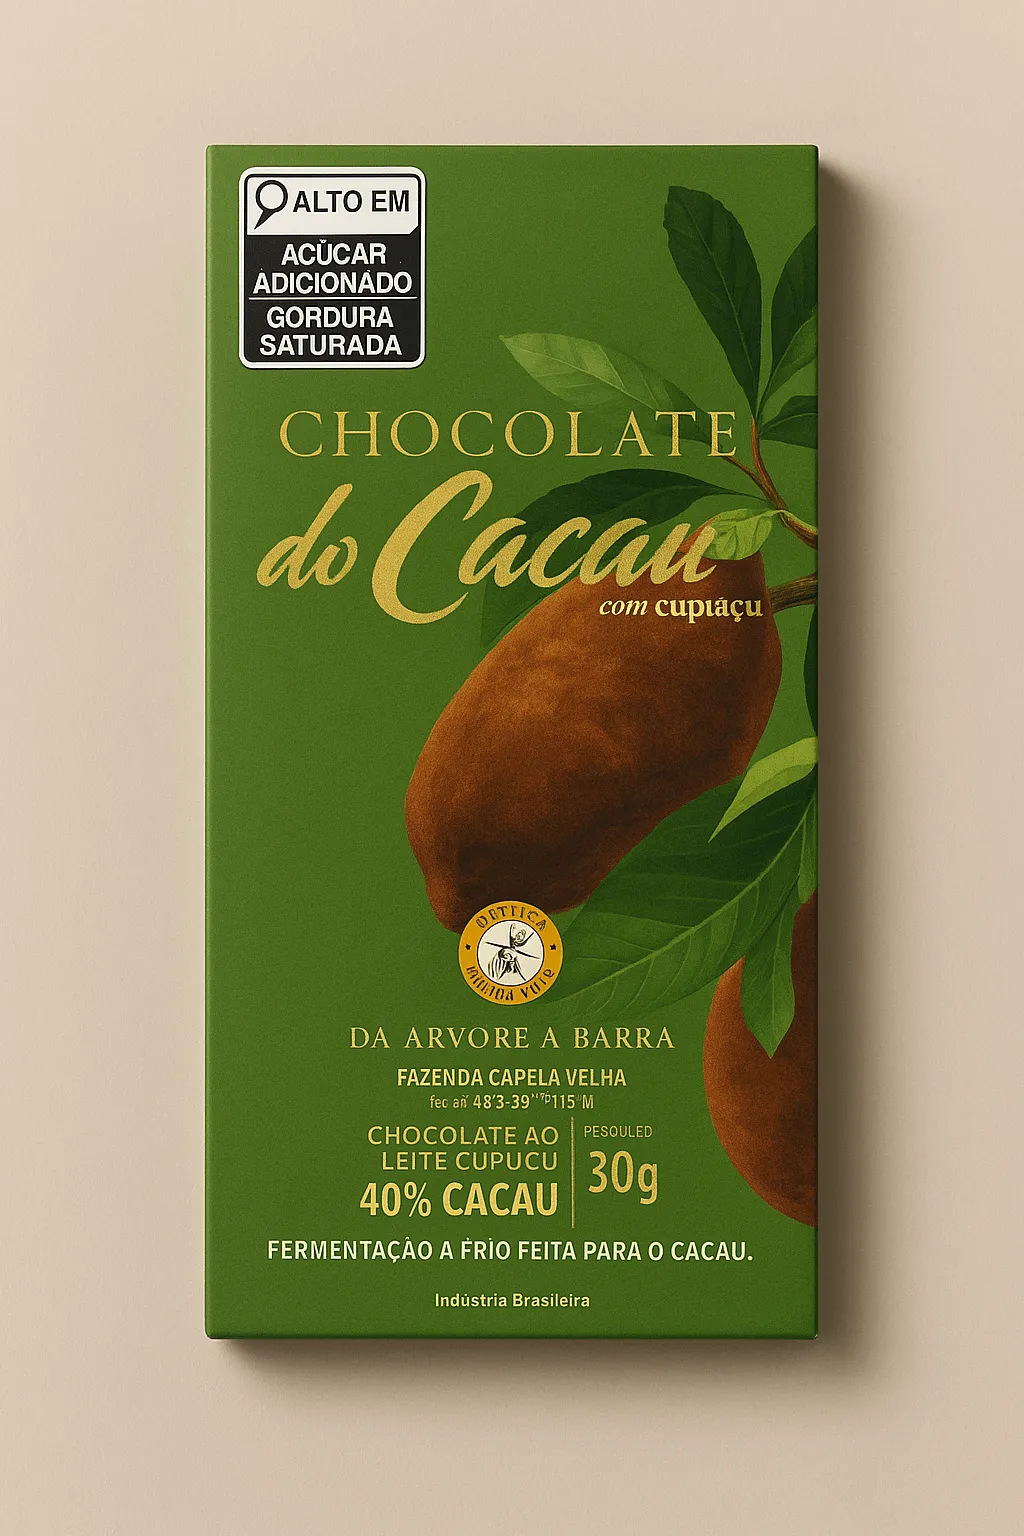 ALTO EM
AÇÚCAR
ADICIONADO
GORDURA
SATURADA
CHOCOLATE
do Cacau
com cupıáçu
DA ARVORE A BARRA
FAZENDA CAPELA VELHA
CHOCOLATE AO
LEITE CUPUCU
40% CACAU
PESOULED
30g
FERMENTAÇÃO A FRIO FEITA PARA O CACAU.
Indústria Brasileira